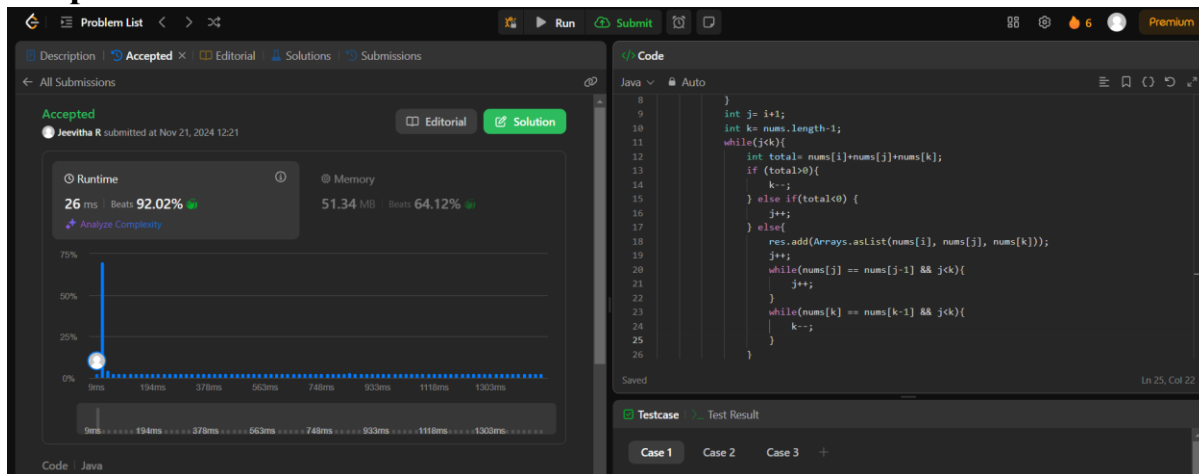 Problem List
Run
Submit
6
Premium
Description
Accepted
Editorial
Solutions
Submissions
All Submissions
Accepted
Jeevitha R submitted at Nov 21, 2024 12:21
Editorial
Solution
Runtime
26 ms Beats 92.02%
Analyze Complexity
Memory
51.34 MB Beats 64.12%
75%
50%
25%
0%
9ms 194ms 378ms 563ms 748ms 933ms 1118ms 1303ms
9ms 194ms 378ms 563ms 748ms 933ms 1118ms 1303ms
Code Java
</> Code
Java Auto
8 }
9 int j= i+1;
10 int k= nums.length-1;
11 while(j<k){
12 int total= nums[i]+nums[j]+nums[k];
13 if (total>0){
14 k--;
15 } else if(total<0) {
16 j++;
17 } else{
18 res.add(Arrays.asList(nums[i], nums[j], nums[k]));
19 j++;
20 while(nums[j] == nums[j-1] && j<k){
21 j++;
22 }
23 while(nums[k] == nums[k-1] && j<k){
24 k--;
25 }
26 }
Saved
Ln 25, Col 22
Testcase
Test Result
Case 1
Case 2
Case 3
+